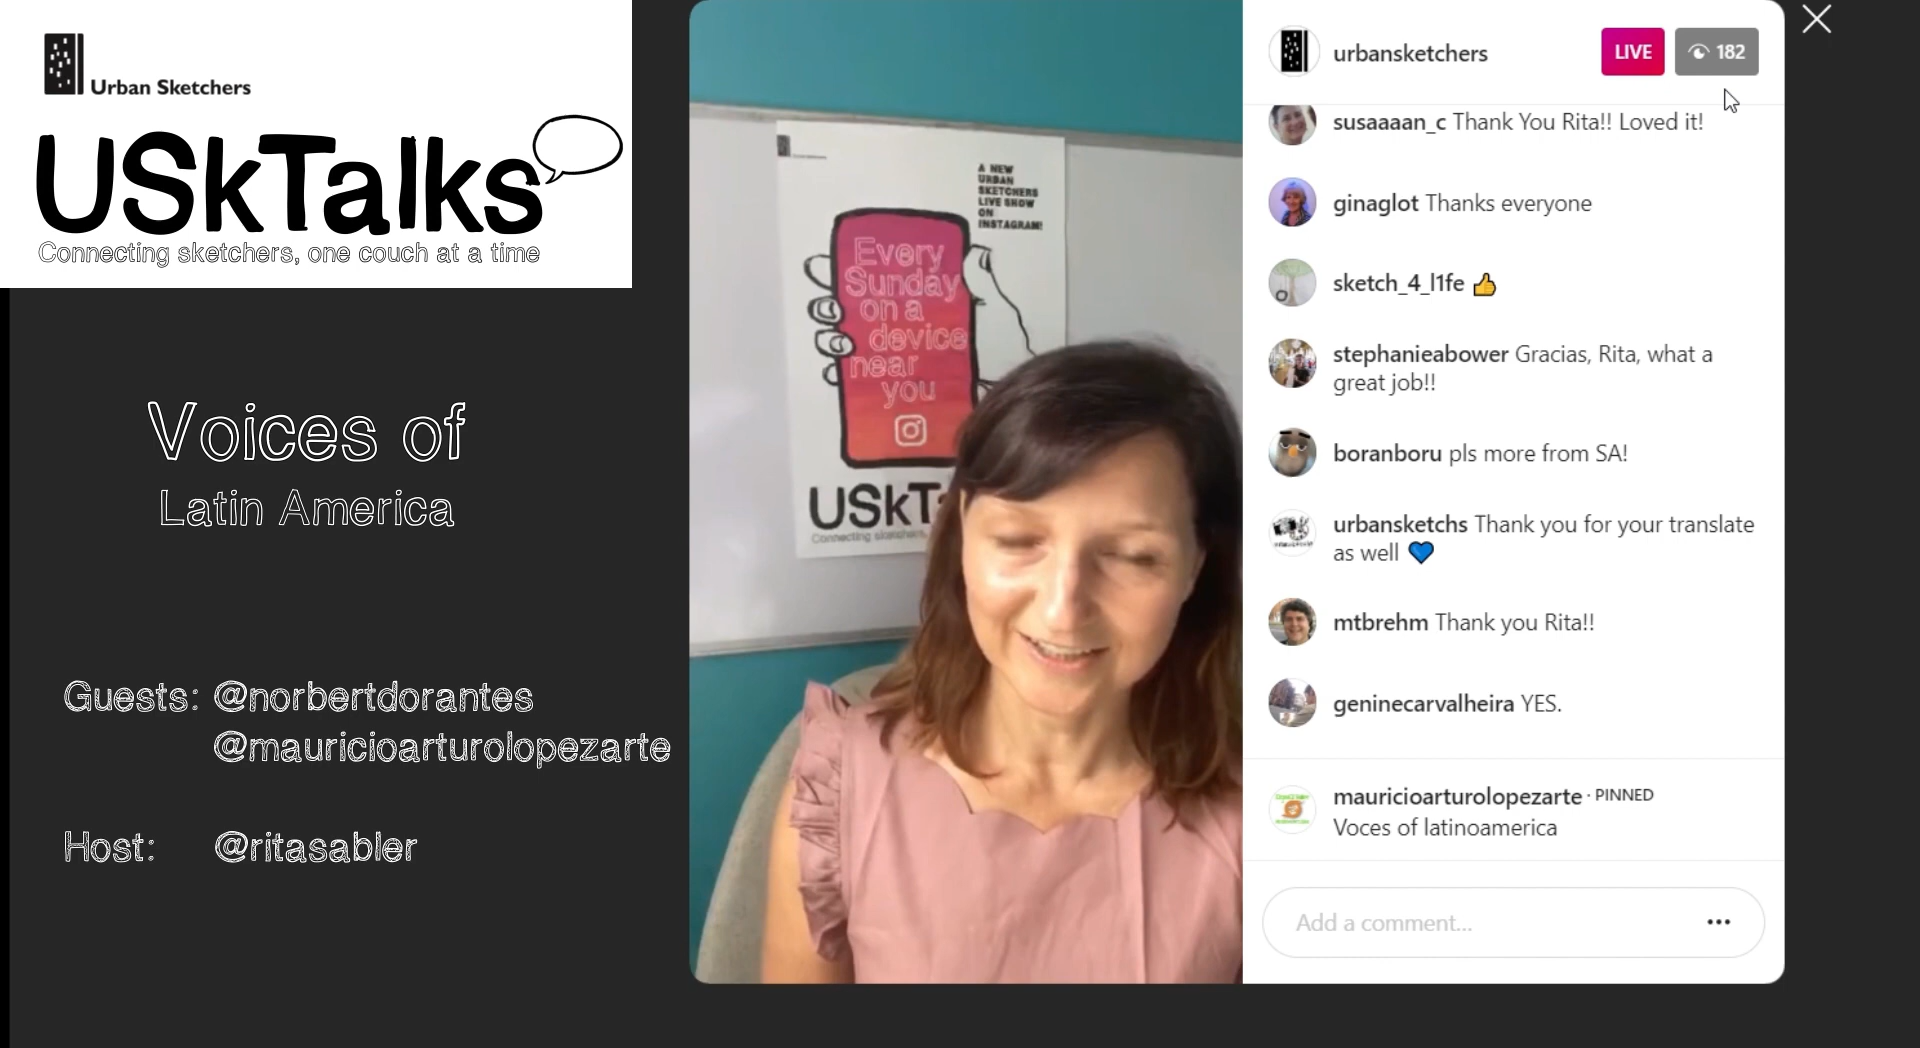 Urban Sketchers
USkTalks
Connecting sketchers, one couch at a time
Voices of
Latin America
Guests: @norbertdorantes
@mauricioarturolopezarte
Host: @ritasabler
A NEW
URBAN
SKETCHERS
LIVE SHOW
ON
INSTAGRAM!
Every
Sunday
on a
device
near
you
USkT
Connecting sketchers,
urbansketchers
LIVE
182
susaaaan_c Thank You Rita!! Loved it!
ginaglot Thanks everyone
sketch_4_l1fe 👍
stephanieabower Gracias, Rita, what a
great job!!
boranboru pls more from SA!
urbansketchs Thank you for your translate
as well 💙
mtbrehm Thank you Rita!!
geninecarvalheira YES.
mauricioarturolopezarte · PINNED
Voces of latinoamerica
Add a comment...